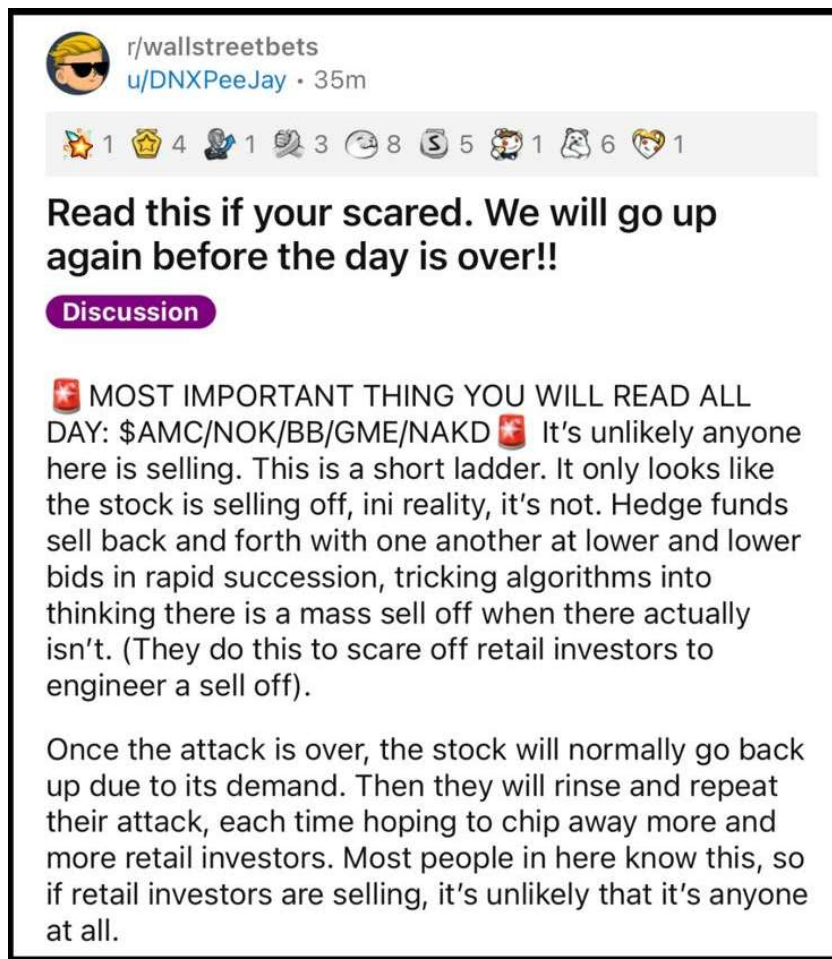 r/wallstreetbets
u/DNXPeeJay • 35m
1 4 1 3 8 S 5 1 6 1
Read this if your scared. We will go up
again before the day is over!!
Discussion
🚨 MOST IMPORTANT THING YOU WILL READ ALL
DAY: $AMC/NOK/BB/GME/NAKD 🚨 It's unlikely anyone
here is selling. This is a short ladder. It only looks like
the stock is selling off, ini reality, it's not. Hedge funds
sell back and forth with one another at lower and lower
bids in rapid succession, tricking algorithms into
thinking there is a mass sell off when there actually
isn't. (They do this to scare off retail investors to
engineer a sell off).
Once the attack is over, the stock will normally go back
up due to its demand. Then they will rinse and repeat
their attack, each time hoping to chip away more and
more retail investors. Most people in here know this, so
if retail investors are selling, it's unlikely that it's anyone
at all.